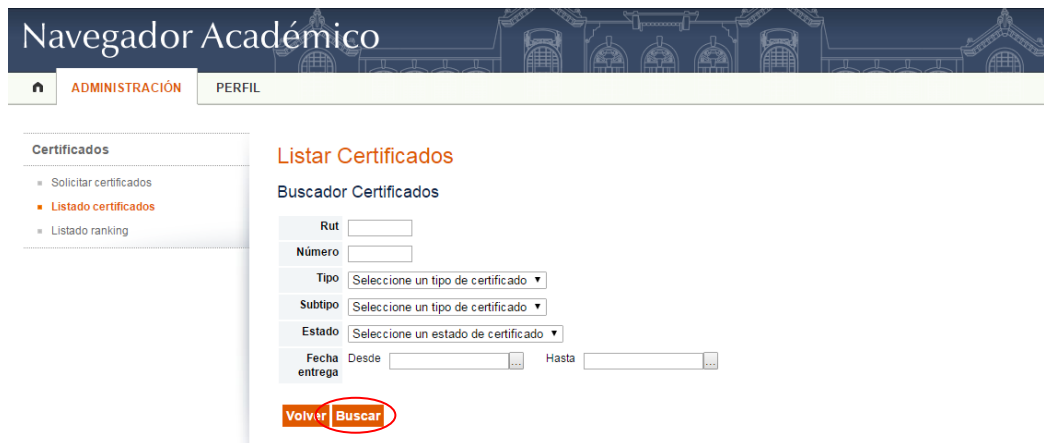 Navegador Académico
ADMINISTRACIÓN PERFIL
Certificados
Solicitar certificados
Listado certificados
Listado ranking
Listar Certificados
Buscador Certificados
Rut
Número
Tipo Seleccione un tipo de certificado
Subtipo Seleccione un tipo de certificado
Estado Seleccione un estado de certificado
Fecha entrega Desde ... Hasta ...
Volver Buscar